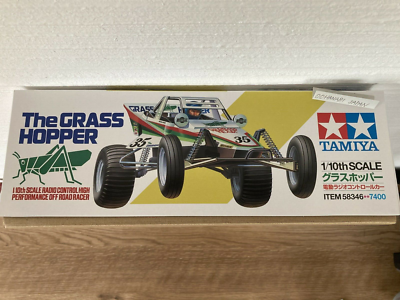 The GRASS
HOPPER
1/10th SCALE RADIO CONTROL HIGH
PERFORMANCE OFF ROAD RACER
35
35
TAMIYA
1/10th SCALE
グラスホッパー
電動ラジオコントロールカー
ITEM 58346★★7400